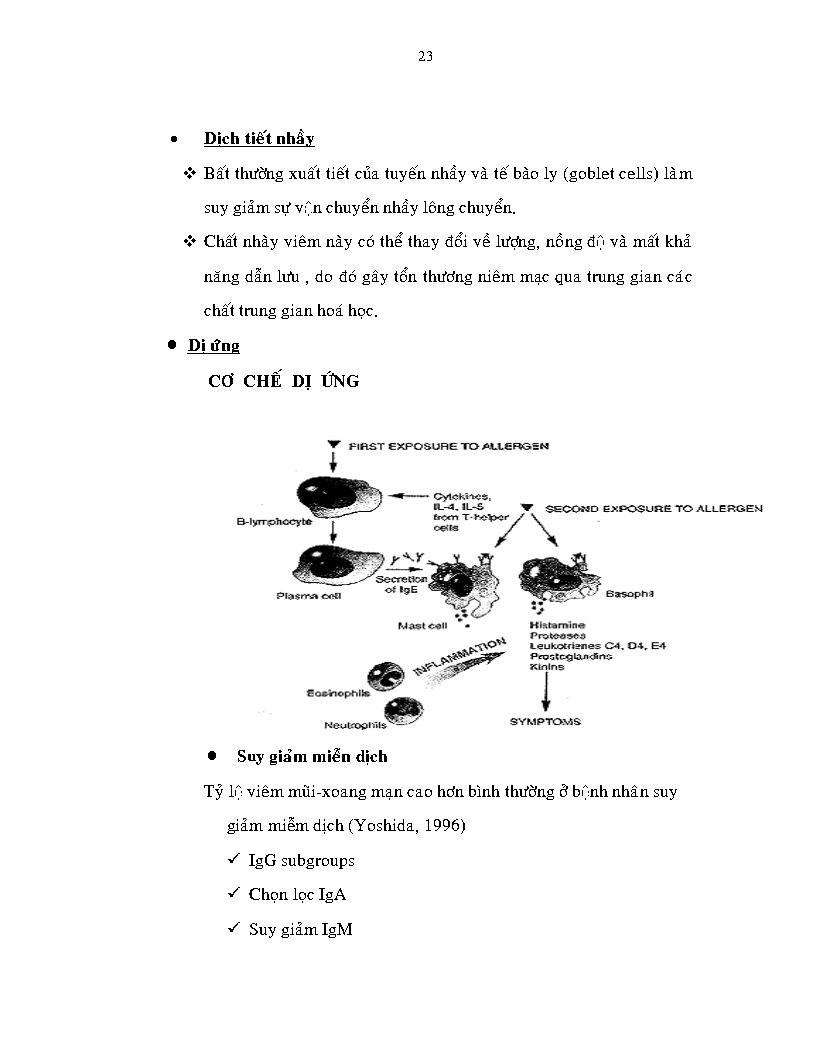 23
• Dịch tiết nhầy
❖ Bất thường xuất tiết của tuyến nhầy và tế bào ly (goblet cells) làm
suy giảm sự vận chuyển nhầy lông chuyển.
❖ Chất nhày viêm này có thể thay đổi về lượng, nồng độ và mất khả
năng dẫn lưu , do đó gây tổn thương niêm mạc qua trung gian các
chất trung gian hoá học.
• Dị ứng
CƠ CHẾ DỊ ỨNG
FIRST EXPOSURE TO ALLERGEN
B-lymphocyte
Cytokines,
IL-4, IL-5
from T-helper
cells
SECOND EXPOSURE TO ALLERGEN
Plasma cell
Secretion
of IgE
Mast cell
Basophil
Histamine
Proteases
Leukotrienes C4, D4, E4
Prostoglandins
Kinins
INFLAMMATION
Eosinophils
Neutrophils
SYMPTOMS
• Suy giảm miễn dịch
Tỷ lộ viêm mũi-xoang mạn cao hơn bình thường ở bộnh nhân suy
giảm miễm dịch (Yoshida, 1996)
✓ IgG subgroups
✓ Chọn lọc IgA
✓ Suy giảm IgM